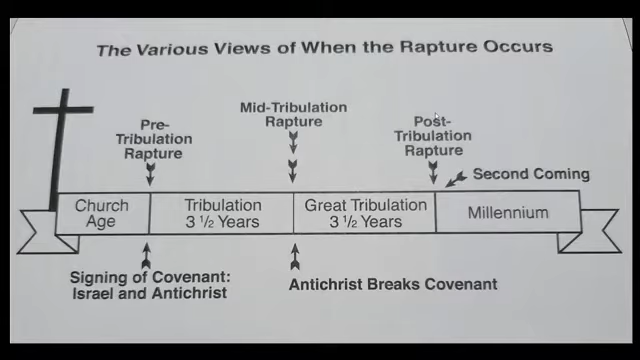 The Various Views of When the Rapture Occurs
Mid-Tribulation
Rapture
Pre-
Tribulation
Rapture
Post-
Tribulation
Rapture
Second Coming
Church
Age
Tribulation
3 ½ Years
Great Tribulation
3 ½ Years
Millennium
Signing of Covenant:
Israel and Antichrist
Antichrist Breaks Covenant